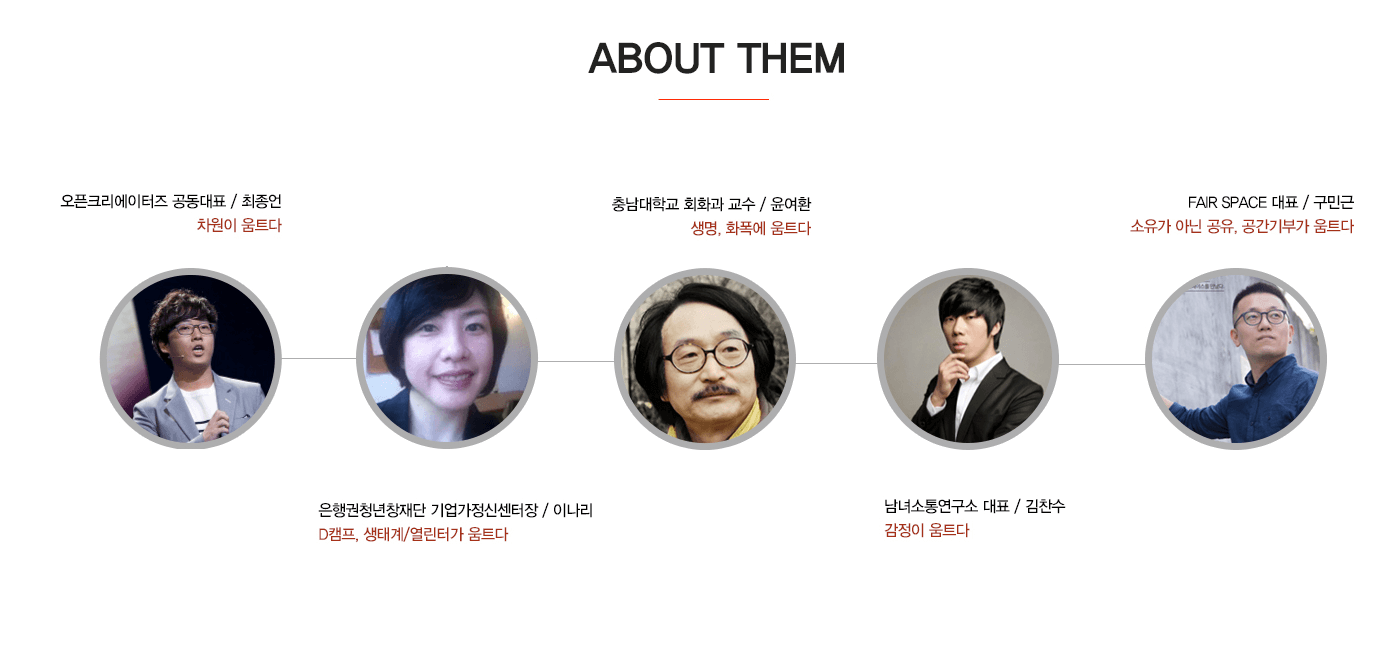 ABOUT THEM
오픈크리에이터즈 공동대표 / 최종언
차원이 움트다
충남대학교 회화과 교수 / 윤여환
생명, 화폭에 움트다
FAIR SPACE 대표 / 구민근
소유가 아닌 공유, 공간기부가 움트다
은행권청년창재단 기업가정신센터장 / 이나리
D캠프, 생태계/열린터가 움트다
남녀소통연구소 대표 / 김찬수
감정이 움트다